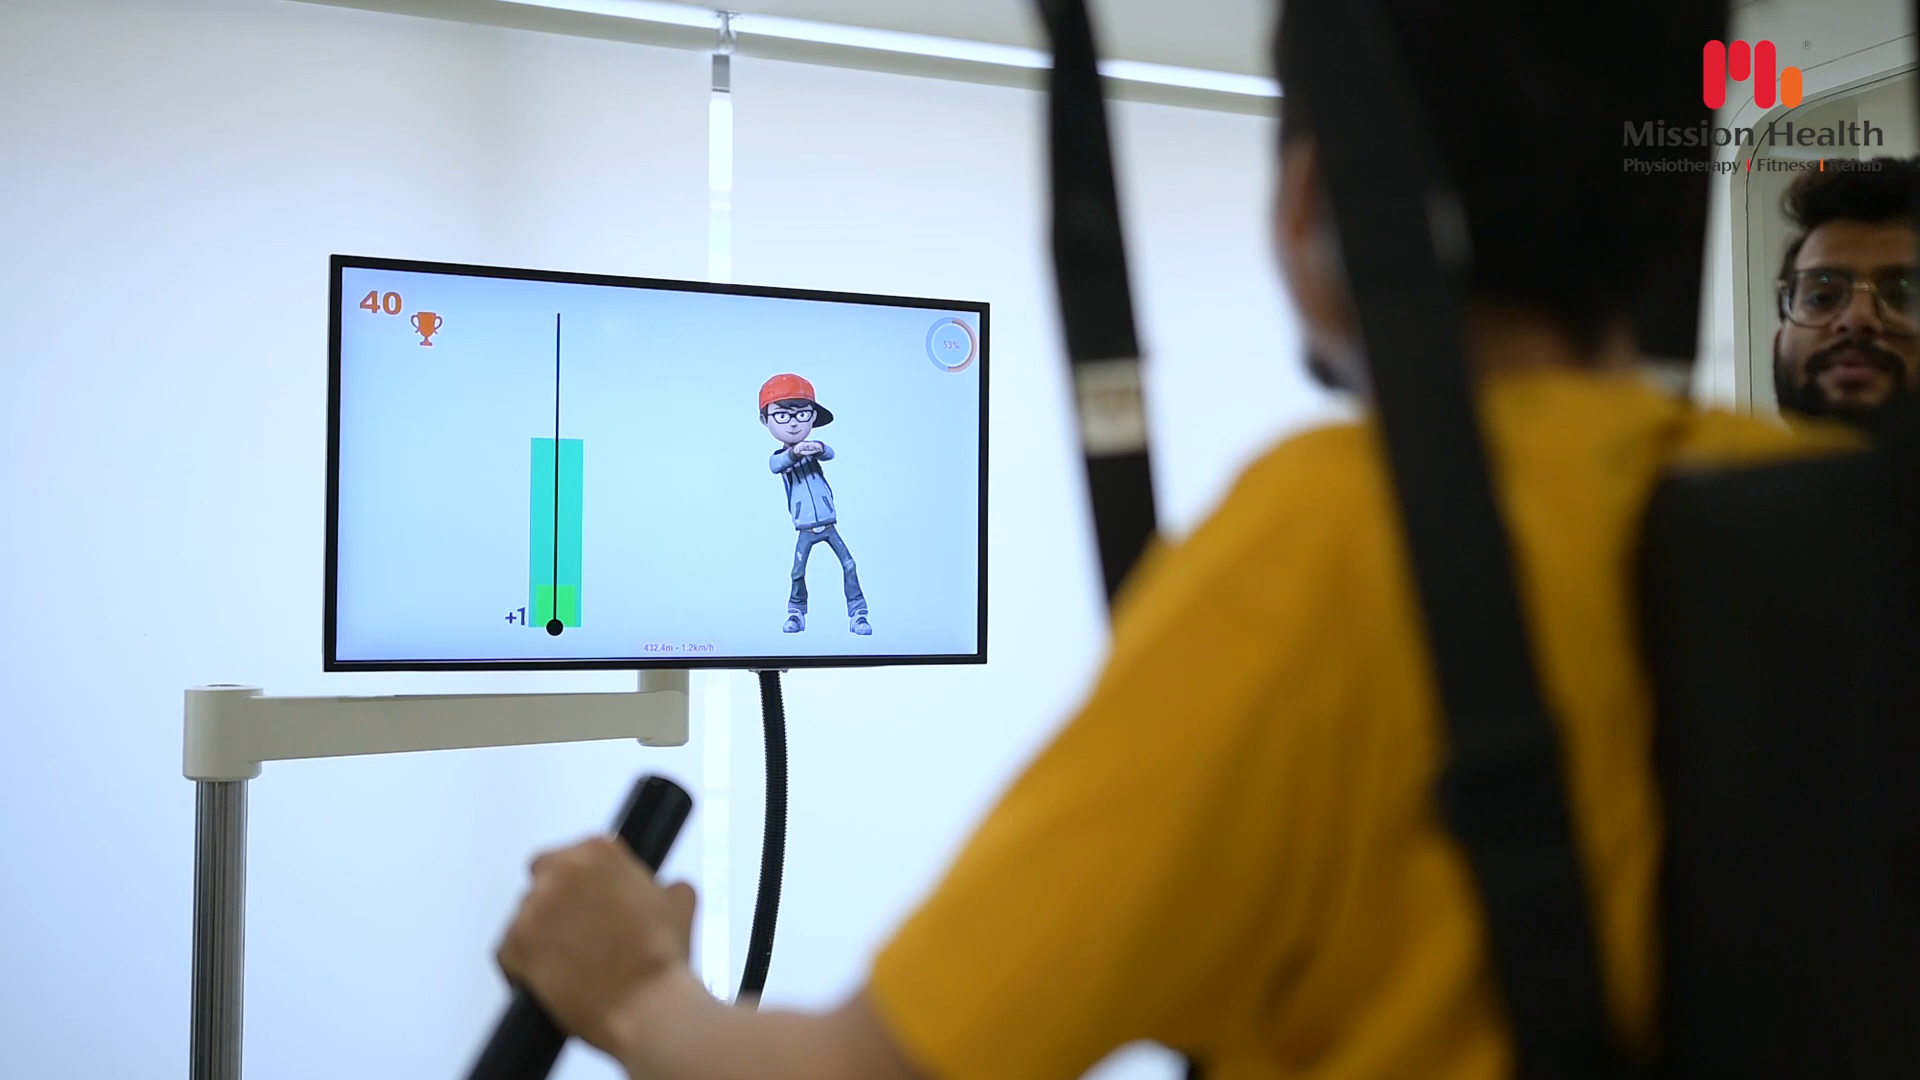 ®
Mission Health
Physiotherapy | Fitness | Rehab
40
53%
+1
432.4m - 1.2km/h